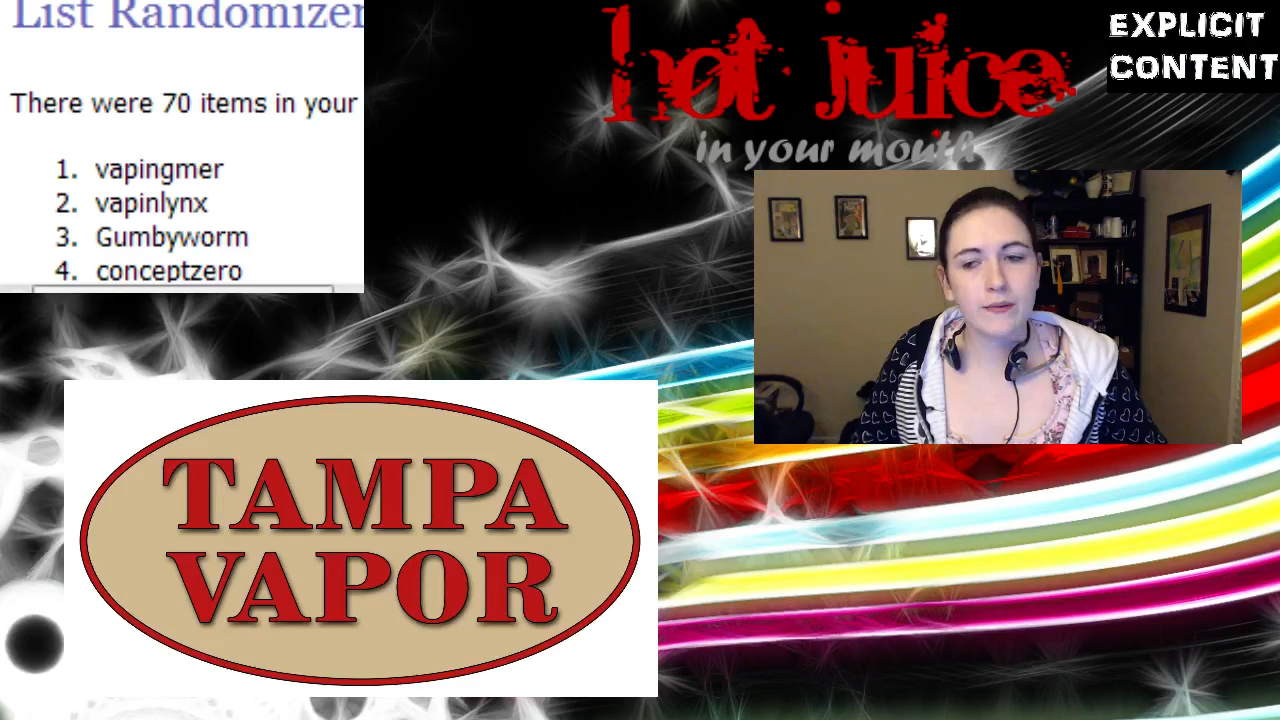 List Randomizer
There were 70 items in your
1. vapingmer
2. vapinlynx
3. Gumbyworm
4. conceptzero
hot juice
in your mouth
EXPLICIT
CONTENT
TAMPA
VAPOR